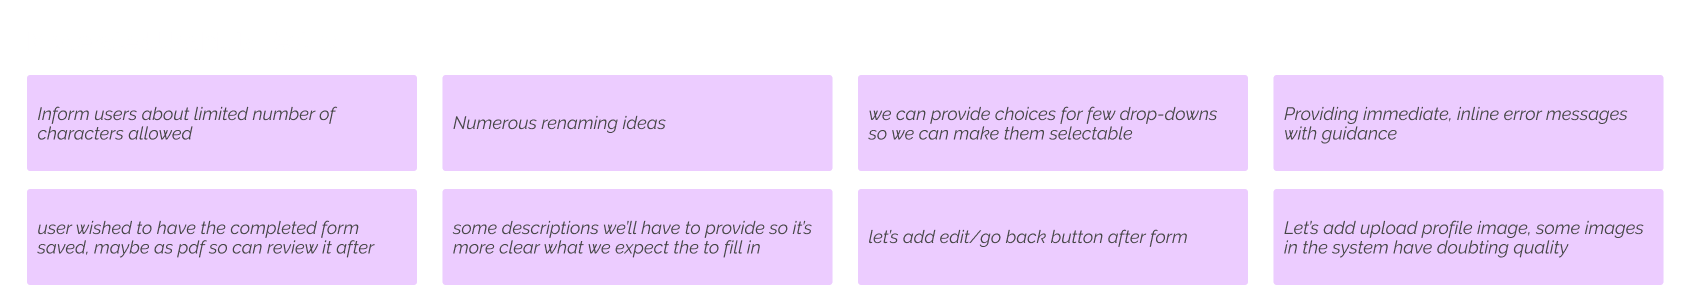 Inform users about limited number of
characters allowed
Numerous renaming ideas
we can provide choices for few drop-downs
so we can make them selectable
Providing immediate, inline error messages
with guidance
user wished to have the completed form
saved, maybe as pdf so can review it after
some descriptions we’ll have to provide so it’s
more clear what we expect the to fill in
let’s add edit/go back button after form
Let’s add upload profile image, some images
in the system have doubting quality